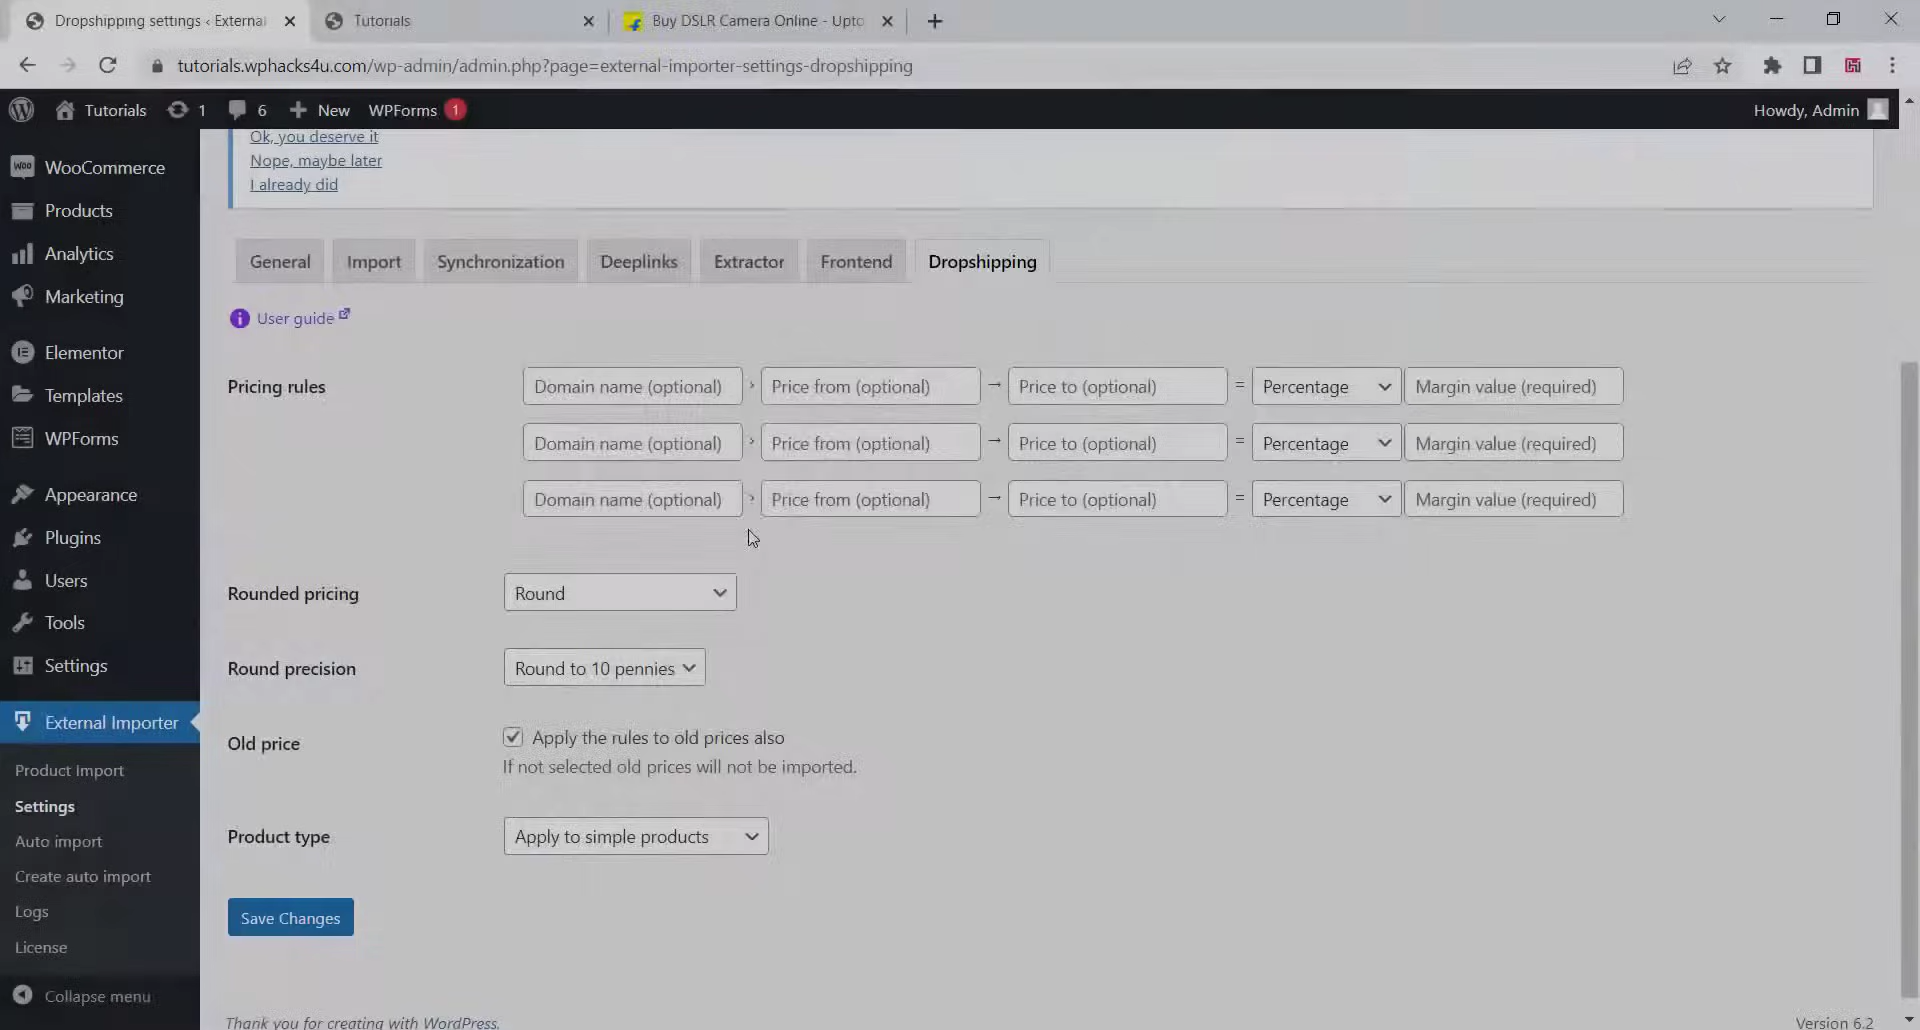 Dropshipping settings ‹ External
Tutorials
Buy DSLR Camera Online - Upto
tutorials.wphacks4u.com/wp-admin/admin.php?page=external-importer-settings-dropshipping
Tutorials
1
6
New
WPForms
1
Howdy, Admin
WooCommerce
Products
Analytics
Marketing
Elementor
Templates
WPForms
Appearance
Plugins
Users
Tools
Settings
External Importer
Product Import
Settings
Auto import
Create auto import
Logs
License
Collapse menu
Ok, you deserve it
Nope, maybe later
I already did
General Import Synchronization Deeplinks Extractor Frontend Dropshipping
User guide
Pricing rules
Domain name (optional) › Price from (optional) → Price to (optional) = Percentage Margin value (required)
Domain name (optional) › Price from (optional) → Price to (optional) = Percentage Margin value (required)
Domain name (optional) › Price from (optional) → Price to (optional) = Percentage Margin value (required)
Rounded pricing
Round
Round precision
Round to 10 pennies
Old price
Apply the rules to old prices also
If not selected old prices will not be imported.
Product type
Apply to simple products
Save Changes
Thank you for creating with WordPress.
Version 6.2